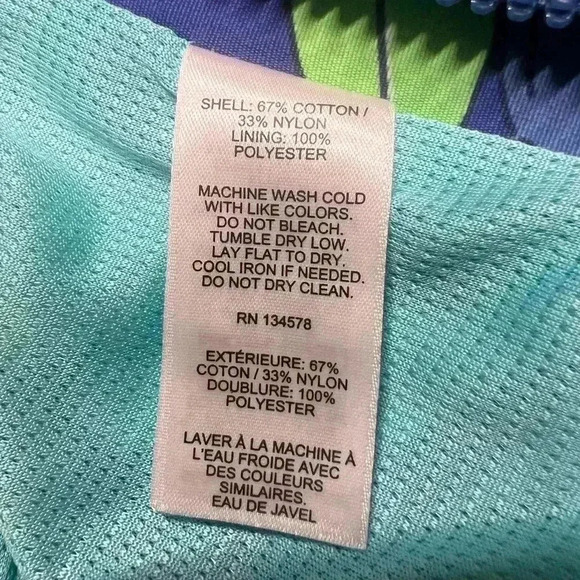 SHELL: 67% COTTON /
33% NYLON
LINING: 100%
POLYESTER
MACHINE WASH COLD
WITH LIKE COLORS.
DO NOT BLEACH.
TUMBLE DRY LOW.
LAY FLAT TO DRY.
COOL IRON IF NEEDED.
DO NOT DRY CLEAN.
RN 134578
EXTÉRIEURE: 67%
COTON / 33% NYLON
DOUBLURE: 100%
POLYESTER
LAVER À LA MACHINE À
L'EAU FROIDE AVEC
DES COULEURS
SIMILAIRES.
EAU DE JAVEL